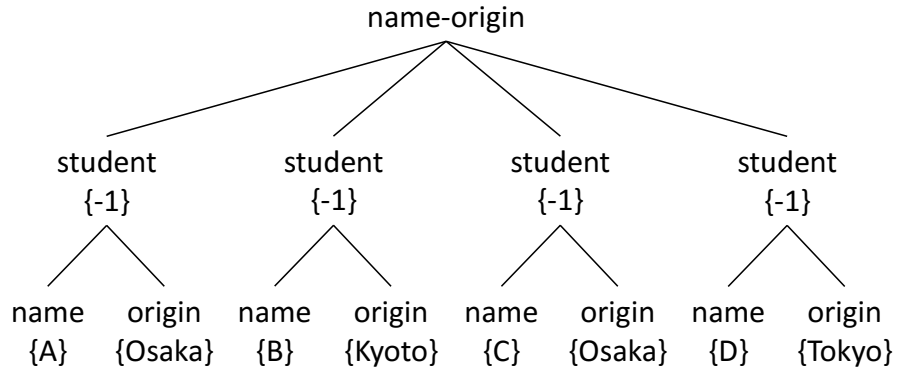 name-origin
student student student student
{-1} {-1} {-1} {-1}
name origin name origin name origin name origin
{A} {Osaka} {B} {Kyoto} {C} {Osaka} {D} {Tokyo}